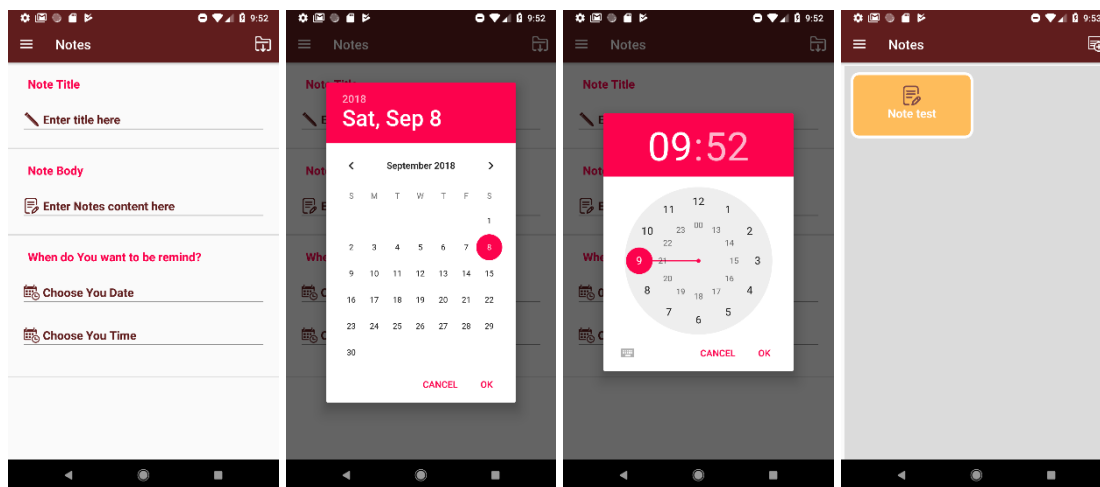 9:52
Notes
Note Title
Enter title here
Note Body
Enter Notes content here
When do You want to be remind?
Choose You Date
Choose You Time
9:52
Notes
2018
Sat, Sep 8
September 2018
S M T W T F S
1
2 3 4 5 6 7 8
9 10 11 12 13 14 15
16 17 18 19 20 21 22
23 24 25 26 27 28 29
30
CANCEL OK
9:52
Notes
Note Title
09:52
12
11 1
00
10 23 13 2
22 14
9 21 15 3
20 16
8 19 17 4
18
7 5
6
CANCEL OK
9:53
Notes
Note test